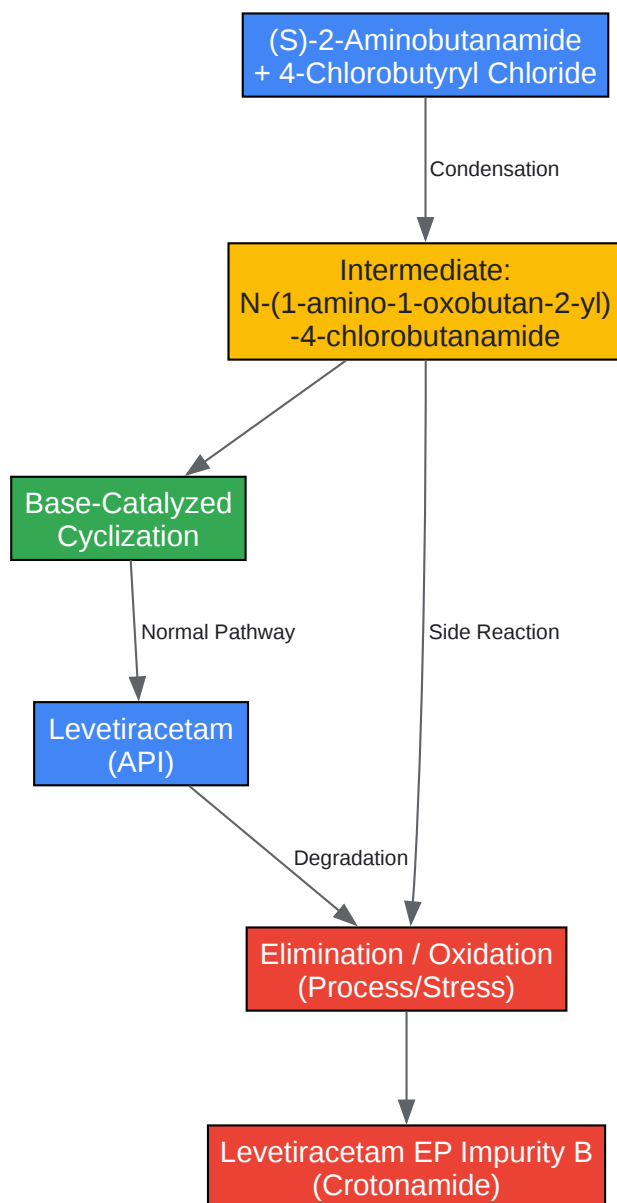 (S)-2-Aminobutanamide
+ 4-Chlorobutyryl Chloride
Condensation
Intermediate:
N-(1-amino-1-oxobutan-2-yl)
-4-chlorobutanamide
Base-Catalyzed
Cyclization
Normal Pathway
Side Reaction
Levetiracetam
(API)
Degradation
Elimination / Oxidation
(Process/Stress)
Levetiracetam EP Impurity B
(Crotonamide)